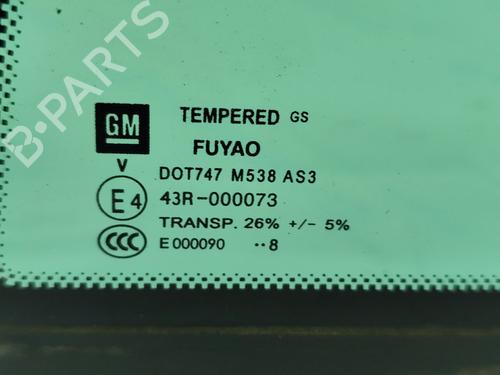 B-PARTS
GM TEMPERED GS
FUYAO
V DOT747 M538 AS3
E4 43R-000073
TRANSP. 26% +/- 5%
CCC E000090 ··8